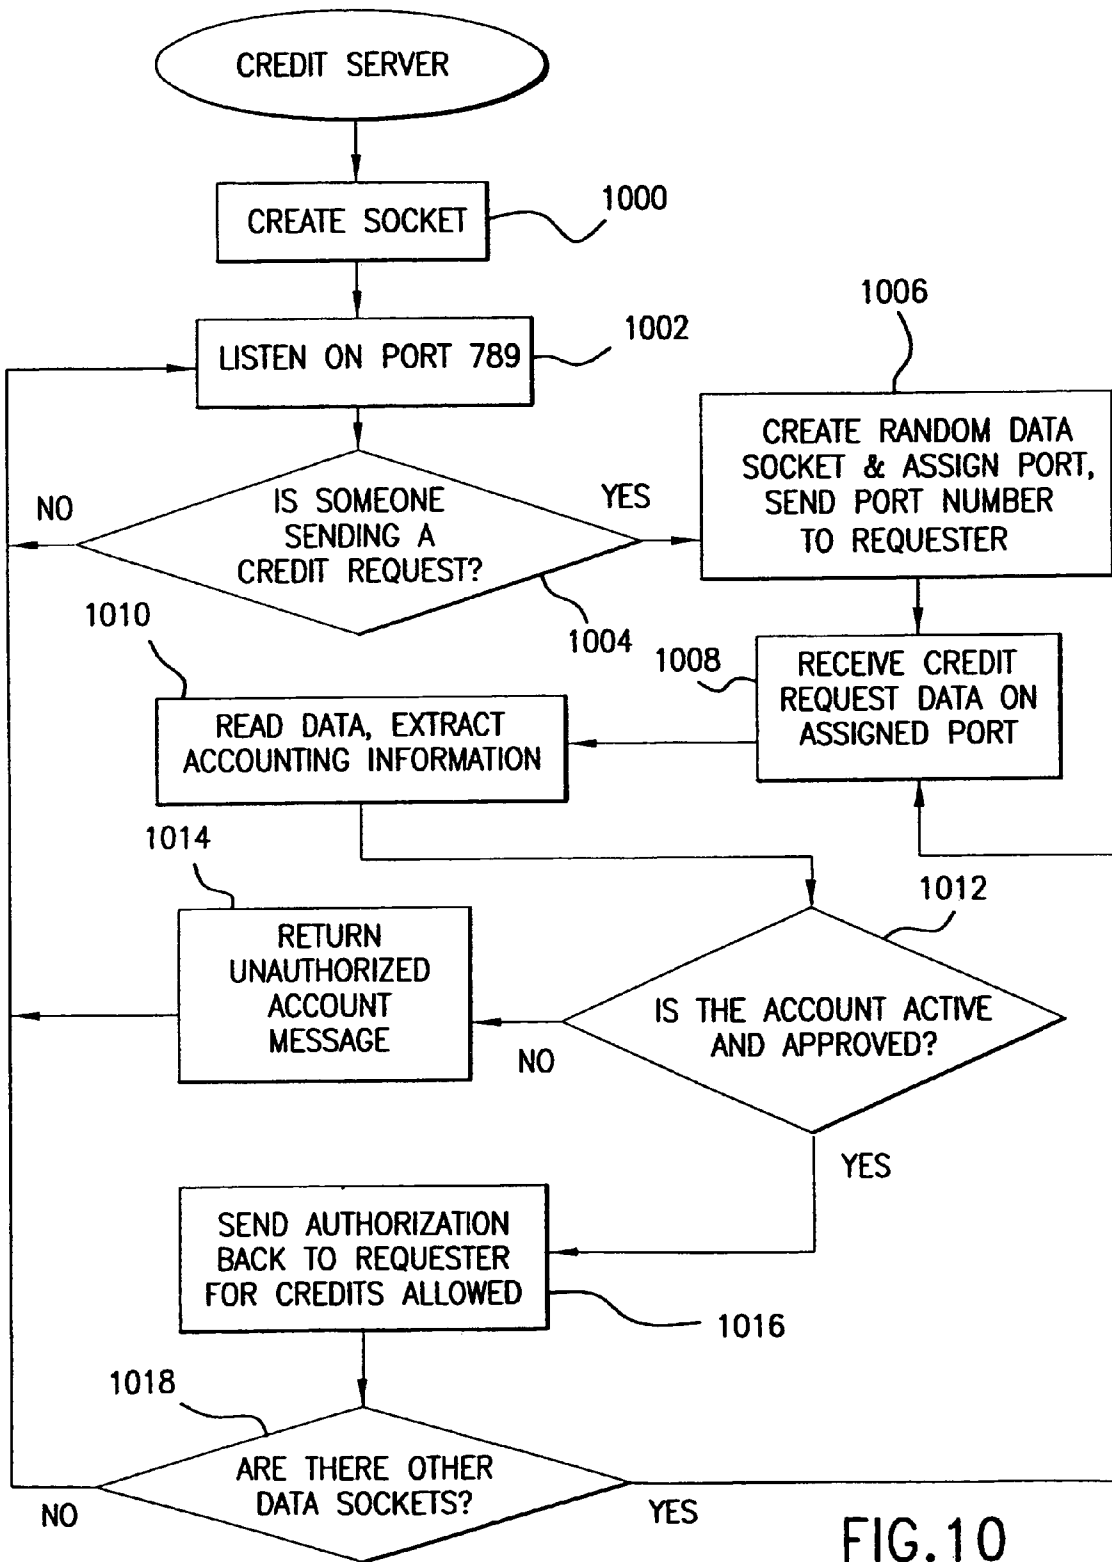 CREDIT SERVER
CREATE SOCKET
1000
LISTEN ON PORT 789
1002
IS SOMEONE
SENDING A
CREDIT REQUEST?
NO
YES
1004
1006
CREATE RANDOM DATA
SOCKET & ASSIGN PORT,
SEND PORT NUMBER
TO REQUESTER
1008
RECEIVE CREDIT
REQUEST DATA ON
ASSIGNED PORT
1010
READ DATA, EXTRACT
ACCOUNTING INFORMATION
1012
IS THE ACCOUNT ACTIVE
AND APPROVED?
NO
YES
1014
RETURN
UNAUTHORIZED
ACCOUNT
MESSAGE
SEND AUTHORIZATION
BACK TO REQUESTER
FOR CREDITS ALLOWED
1016
1018
ARE THERE OTHER
DATA SOCKETS?
NO
YES
FIG.10